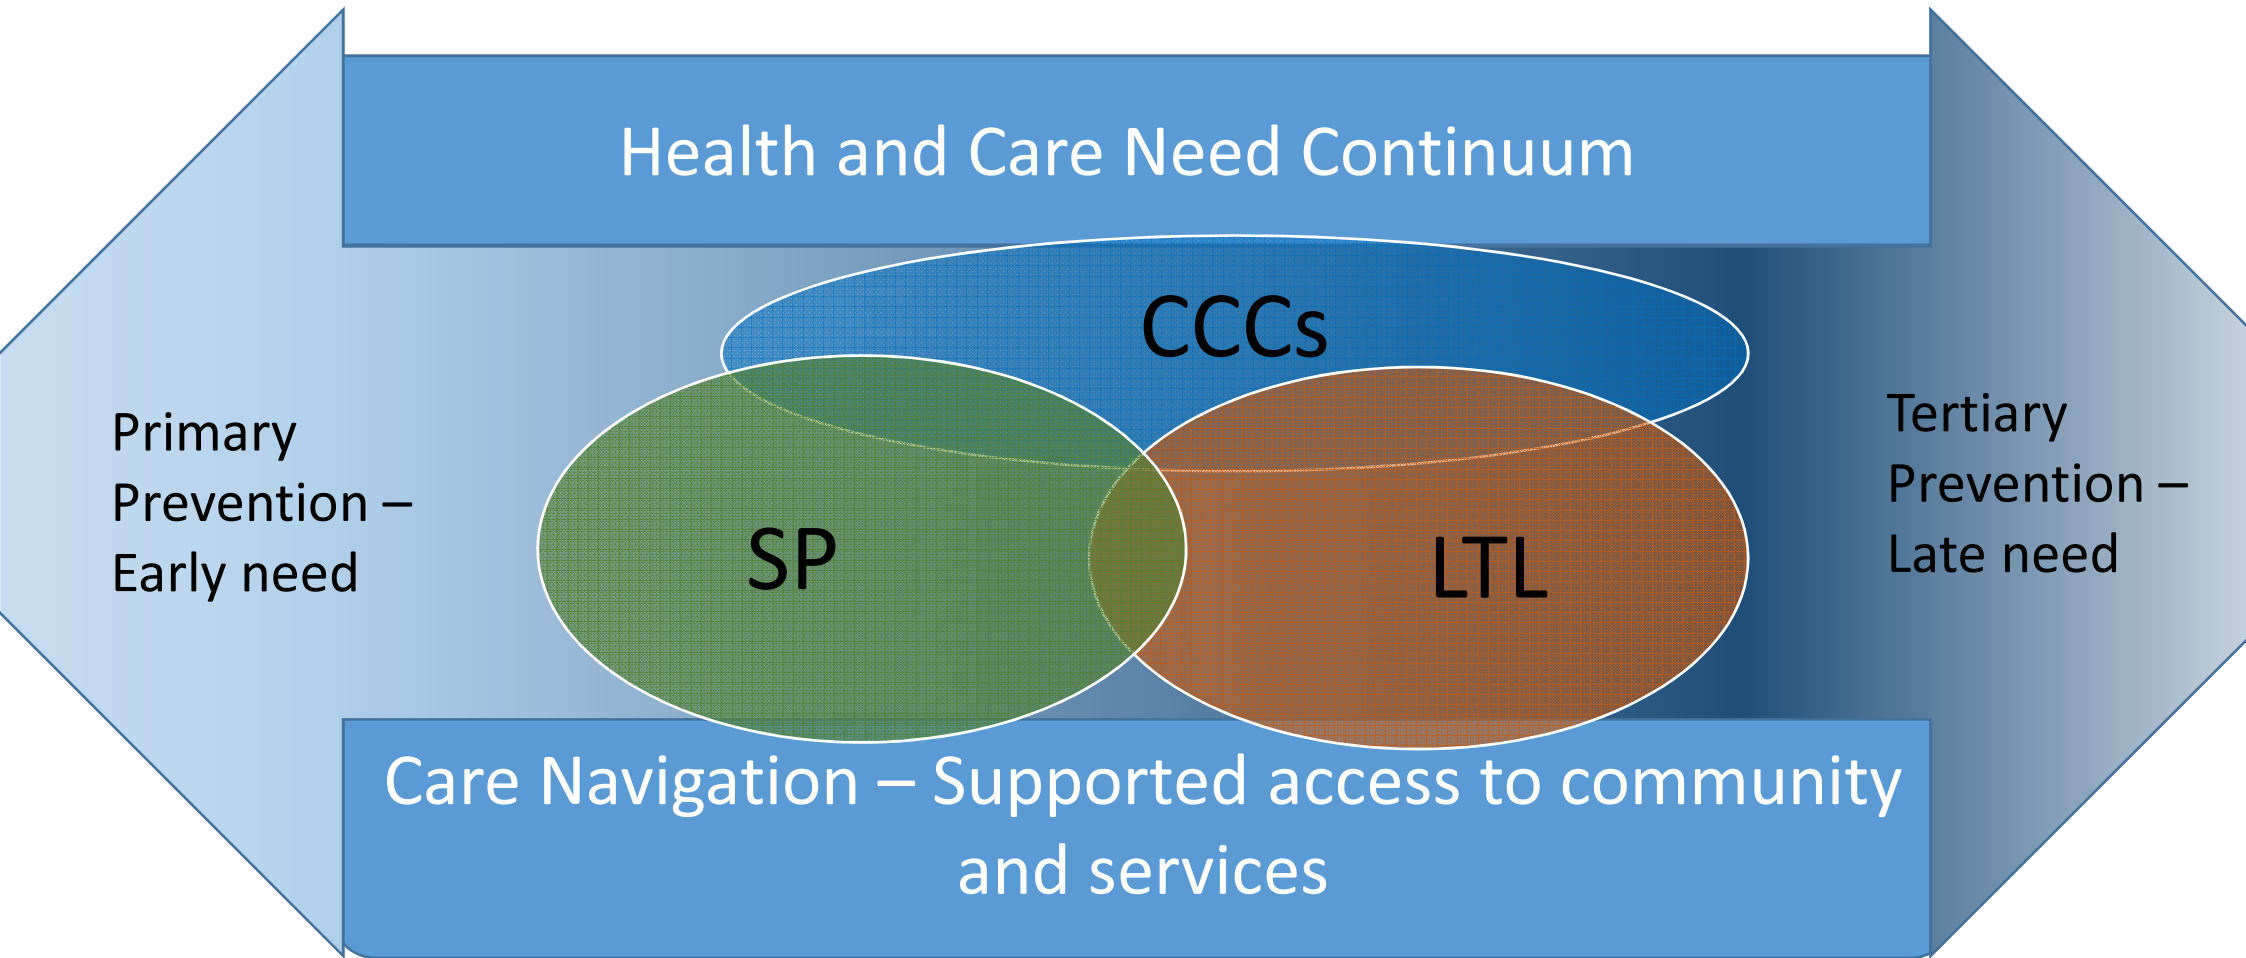 Health and Care Need Continuum
CCCs
Primary
Prevention –
Early need
SP
LTL
Tertiary
Prevention –
Late need
Care Navigation – Supported access to community
and services